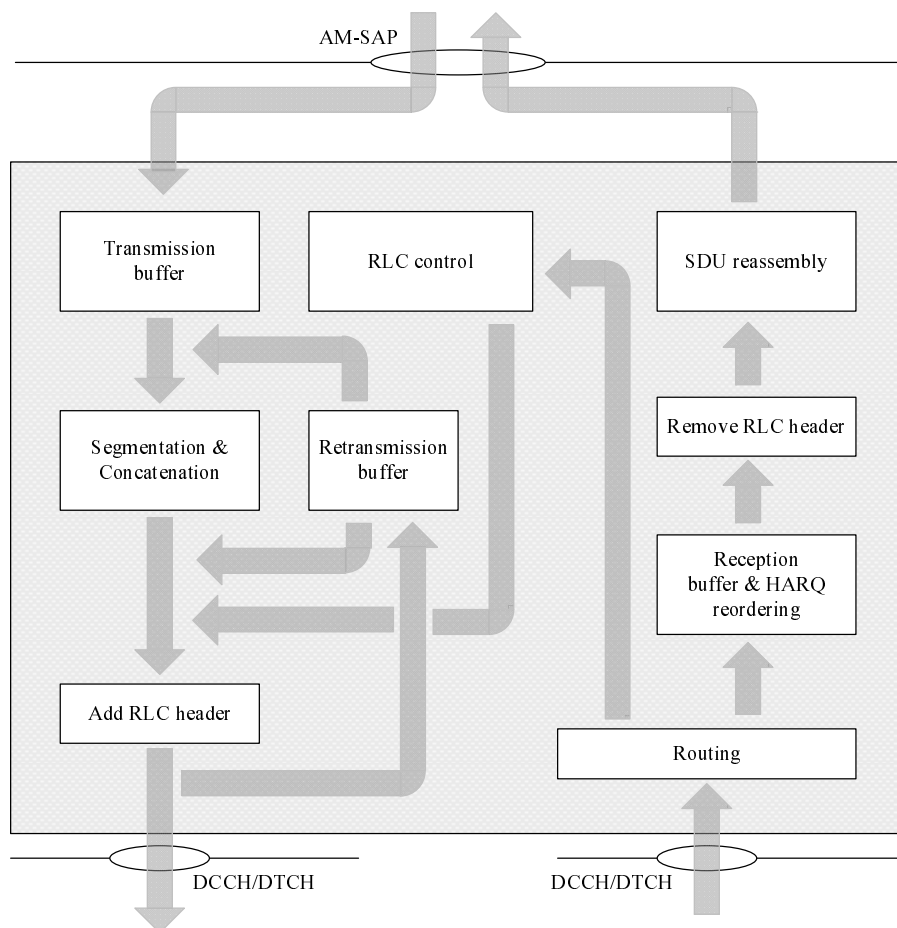 AM-SAP
Transmission
buffer
RLC control
SDU reassembly
Segmentation &
Concatenation
Retransmission
buffer
Remove RLC header
Reception
buffer & HARQ
reordering
Add RLC header
Routing
DCCH/DTCH
DCCH/DTCH